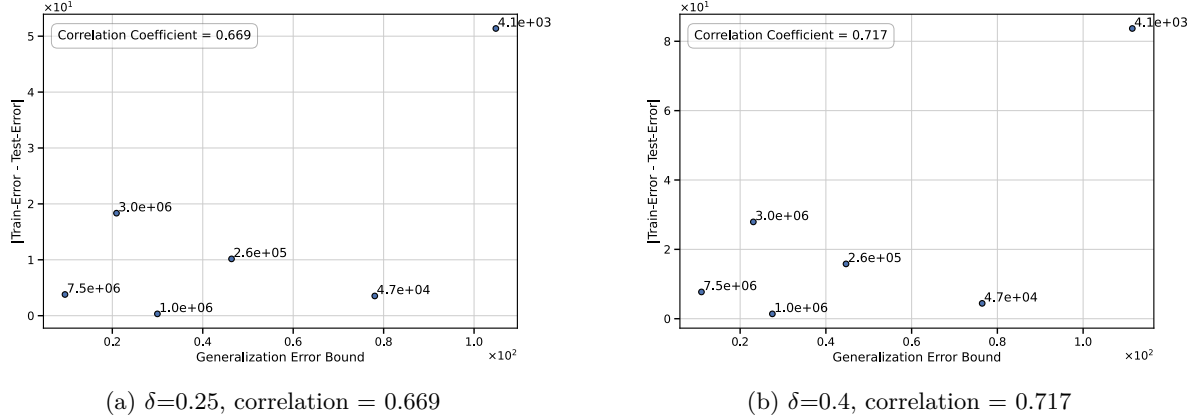 ×10¹
Correlation Coefficient = 0.669
4.1e+03
5
4
3
2
1
0
|Train-Error - Test-Error|
3.0e+06
2.6e+05
7.5e+06
1.0e+06
4.7e+04
0.2 0.4 0.6 0.8 1.0
Generalization Error Bound
×10²
(a) δ=0.25, correlation = 0.669
×10¹
Correlation Coefficient = 0.717
4.1e+03
8
6
4
2
0
|Train-Error - Test-Error|
3.0e+06
2.6e+05
7.5e+06
1.0e+06
4.7e+04
0.2 0.4 0.6 0.8 1.0
Generalization Error Bound
×10²
(b) δ=0.4, correlation = 0.717